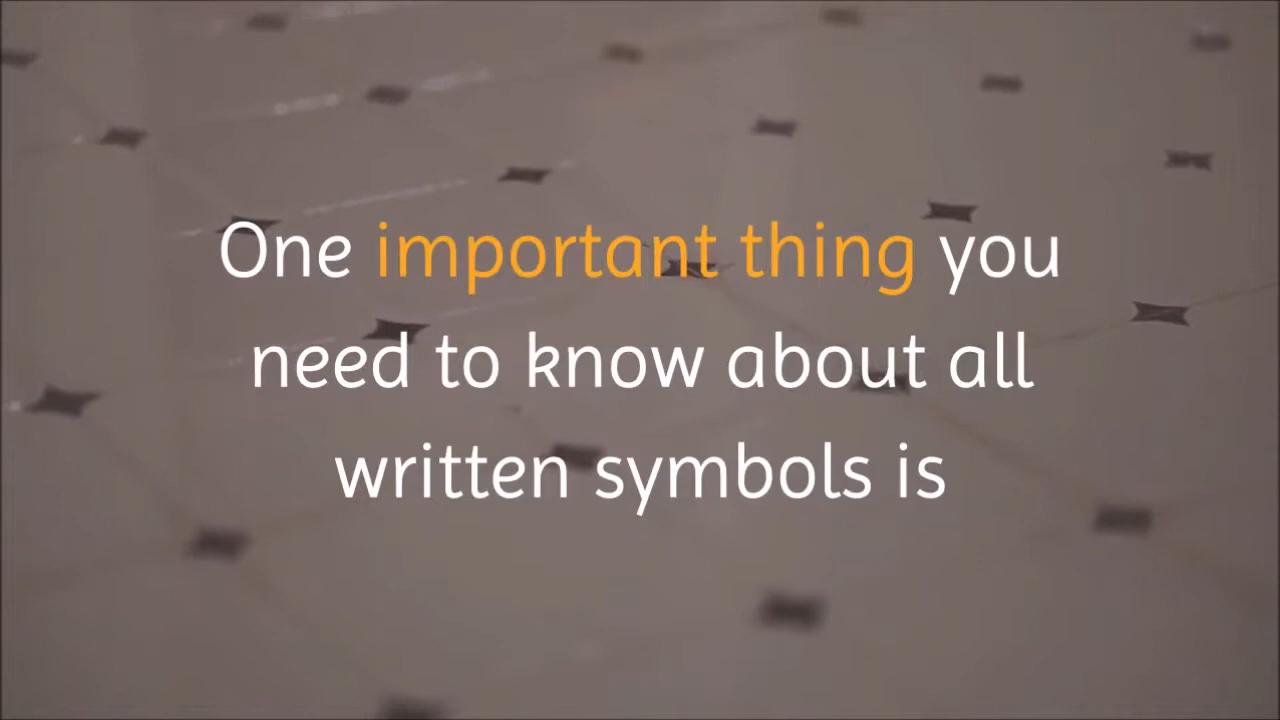 One important thing you
need to know about all
written symbols is